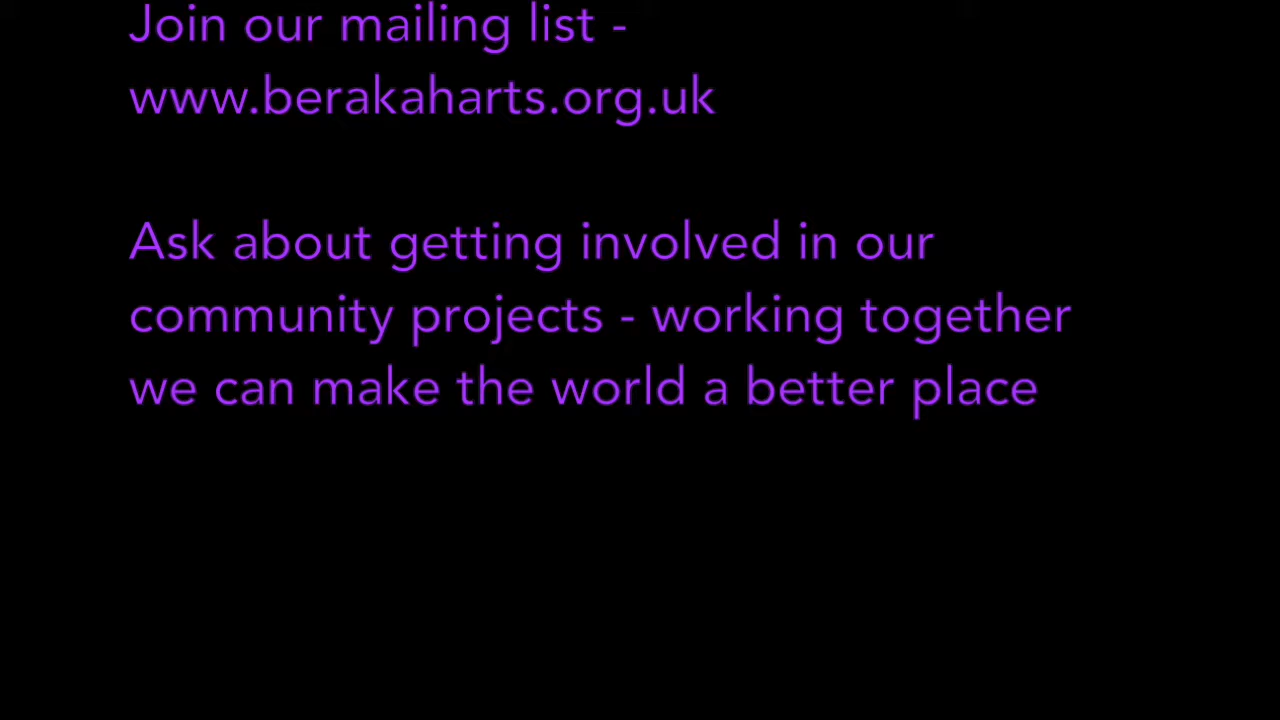 Join our mailing list -
www.berakaharts.org.uk
Ask about getting involved in our
community projects - working together
we can make the world a better place